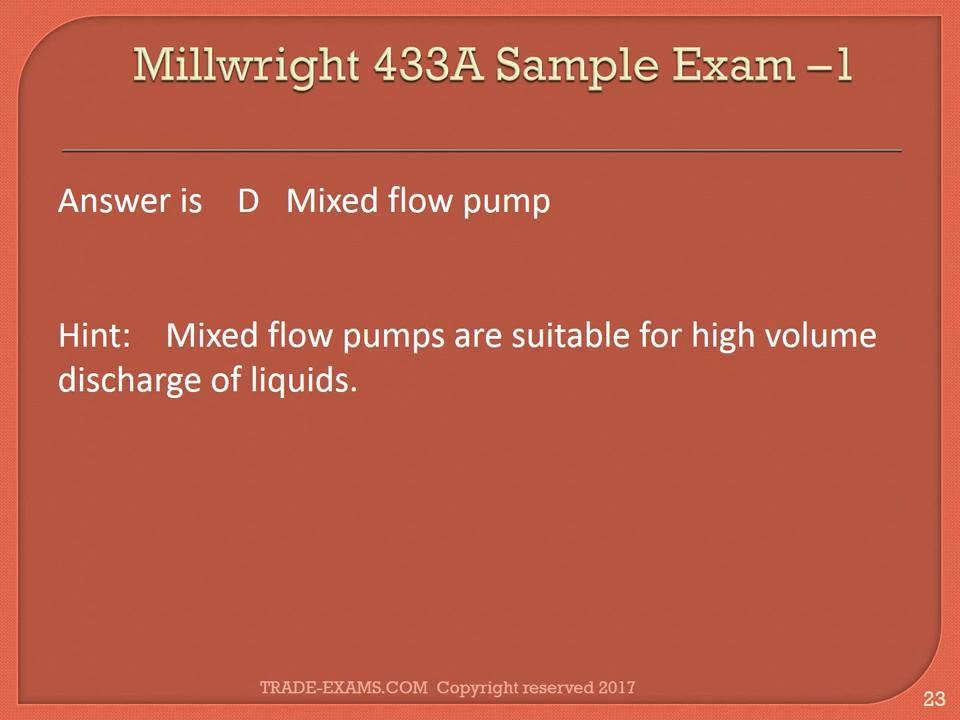 Millwright 433A Sample Exam –1
Answer is D Mixed flow pump
Hint: Mixed flow pumps are suitable for high volume
discharge of liquids.
TRADE-EXAMS.COM Copyright reserved 2017
23